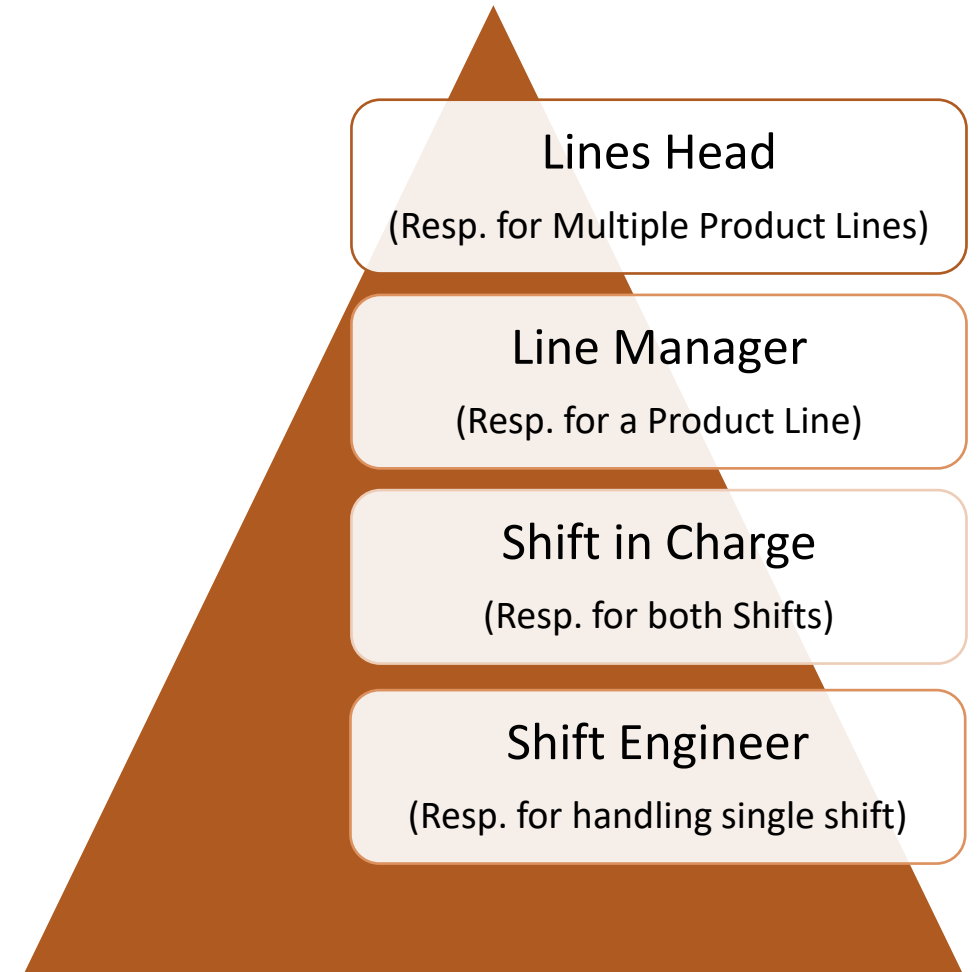 Lines Head
(Resp. for Multiple Product Lines)
Line Manager
(Resp. for a Product Line)
Shift in Charge
(Resp. for both Shifts)
Shift Engineer
(Resp. for handling single shift)